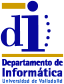 di
Departamento de
Informática
Universidad de Valladolid